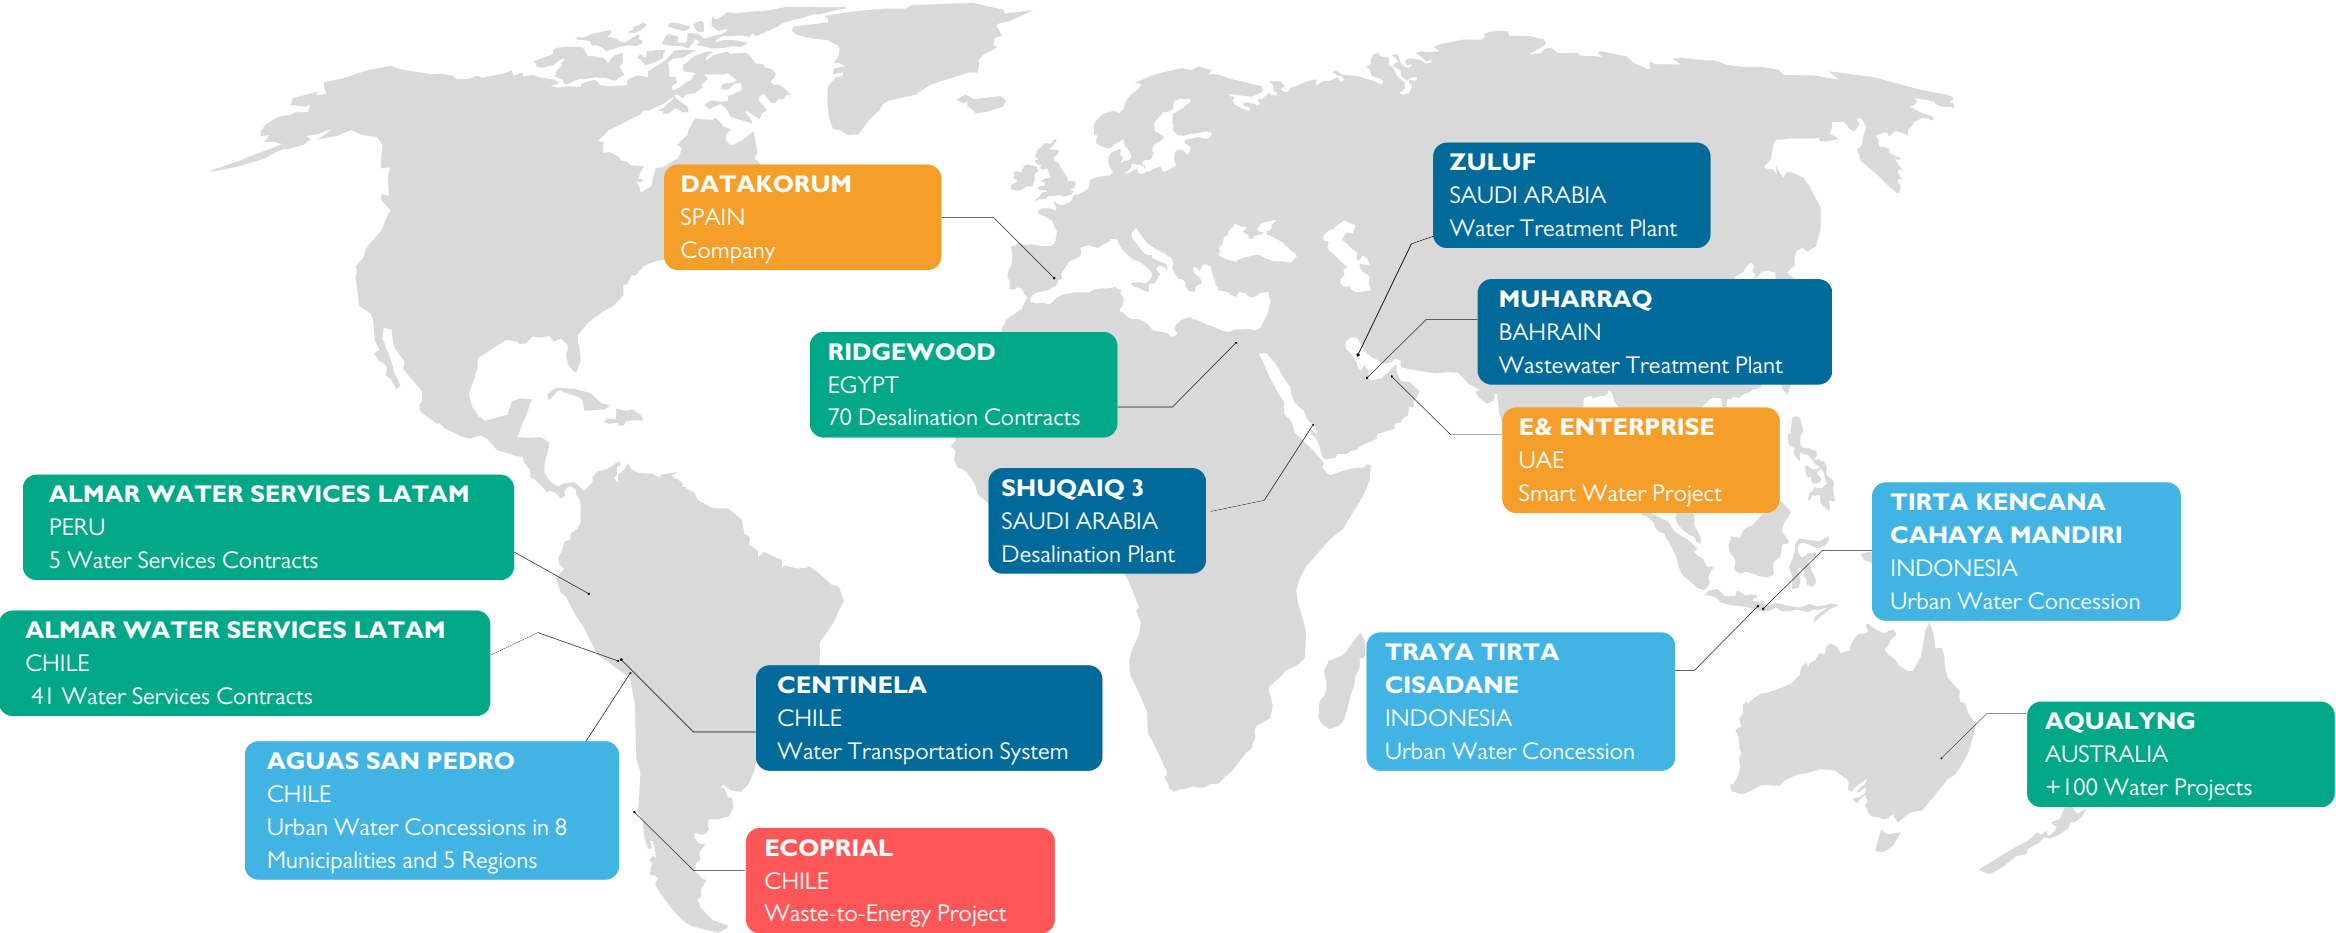 DATAKORUM
SPAIN
Company
ZULUF
SAUDI ARABIA
Water Treatment Plant
MUHARRAQ
BAHRAIN
Wastewater Treatment Plant
RIDGEWOOD
EGYPT
70 Desalination Contracts
E& ENTERPRISE
UAE
Smart Water Project
SHUQAIQ 3
SAUDI ARABIA
Desalination Plant
ALMAR WATER SERVICES LATAM
PERU
5 Water Services Contracts
TIRTA KENCANA
CAHAYA MANDIRI
INDONESIA
Urban Water Concession
ALMAR WATER SERVICES LATAM
CHILE
41 Water Services Contracts
CENTINELA
CHILE
Water Transportation System
TRAYA TIRTA
CISADANE
INDONESIA
Urban Water Concession
AQUALYNG
AUSTRALIA
+100 Water Projects
AGUAS SAN PEDRO
CHILE
Urban Water Concessions in 8
Municipalities and 5 Regions
ECOPRIAL
CHILE
Waste-to-Energy Project